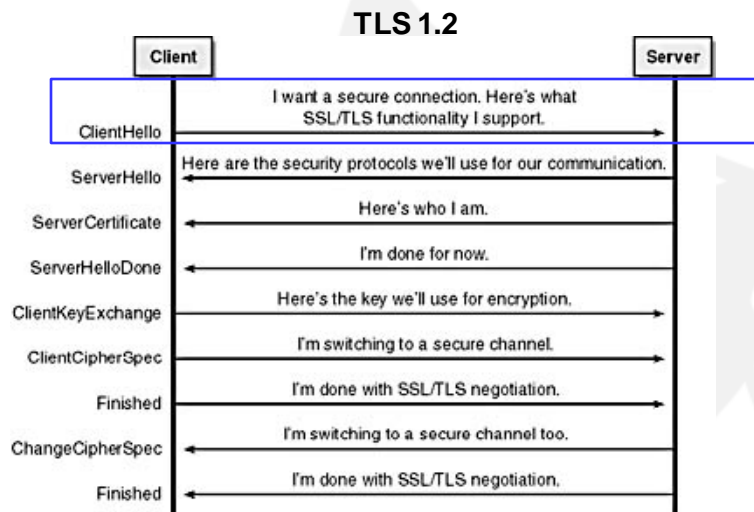 TLS 1.2
Client
Server
I want a secure connection. Here's what
SSL/TLS functionality I support.
ClientHello
Here are the security protocols we'll use for our communication.
ServerHello
Here's who I am.
ServerCertificate
I'm done for now.
ServerHelloDone
Here's the key we'll use for encryption.
ClientKeyExchange
I'm switching to a secure channel.
ClientCipherSpec
I'm done with SSL/TLS negotiation.
Finished
I'm switching to a secure channel too.
ChangeCipherSpec
I'm done with SSL/TLS negotiation.
Finished